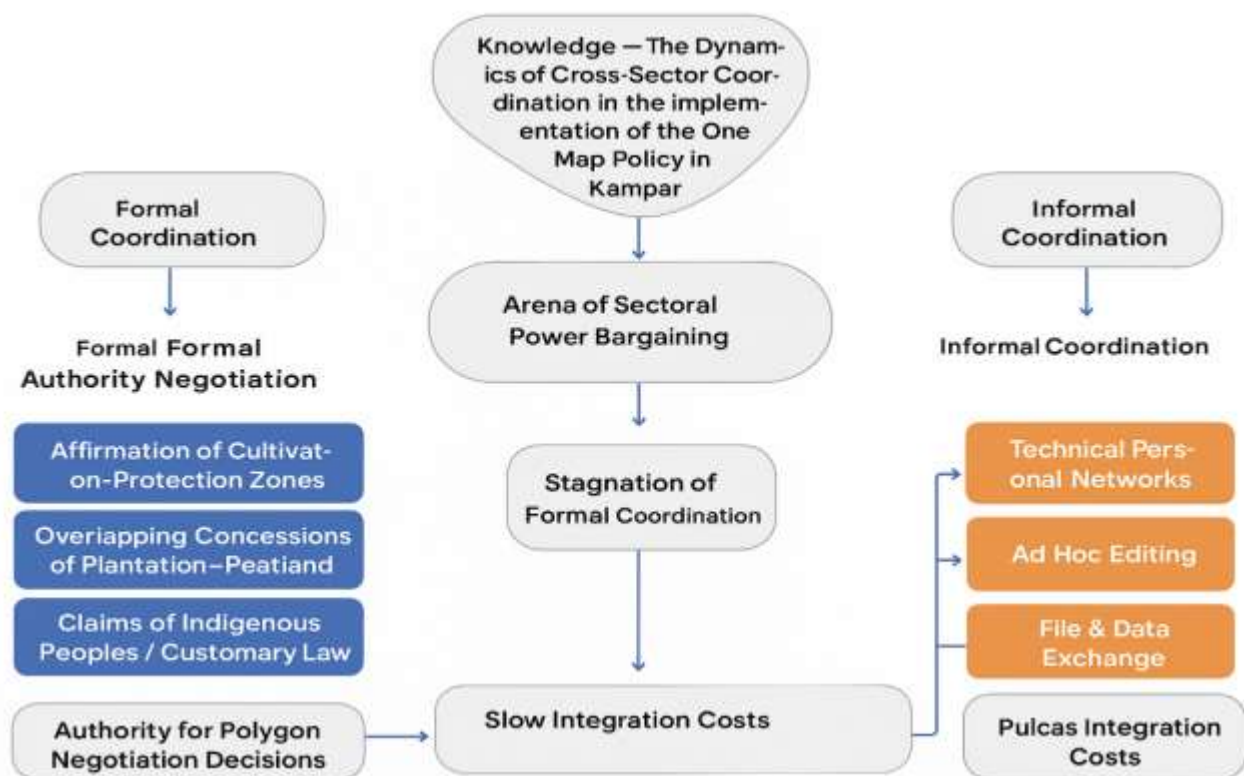 Knowledge — The Dynam-
ics of Cross-Sector Coor-
dination in the implem-
entation of the One
Map Policy in
Kampar
Formal
Coordination
Informal
Coordination
Arena of Sectoral
Power Bargaining
Formal Formal
Authority Negotiation
Informal Coordination
Affirmation of Cultivat-
on-Protection Zones
Overiapping Concessions
of Plantation–Peatiand
Claims of Indigenous
Peoples / Customary Law
Stagnation of
Formal Coordination
Technical Pers-
onal Networks
Ad Hoc Editing
File & Data
Exchange
Authority for Polygon
Negotiation Decisions
Slow Integration Costs
Pulcas Integration
Costs